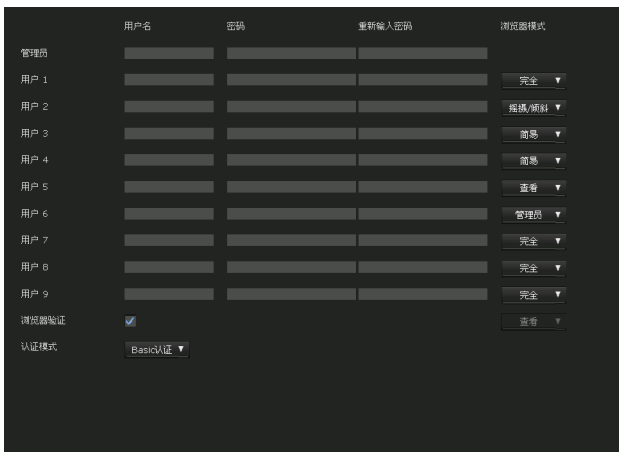 用户名 密码 重新输入密码 浏览器模式
管理员
用户 1 完全
用户 2 摇摄/倾斜
用户 3 简易
用户 4 简易
用户 5 查看
用户 6 管理员
用户 7 完全
用户 8 完全
用户 9 完全
浏览器验证 查看
认证模式 Basic认证